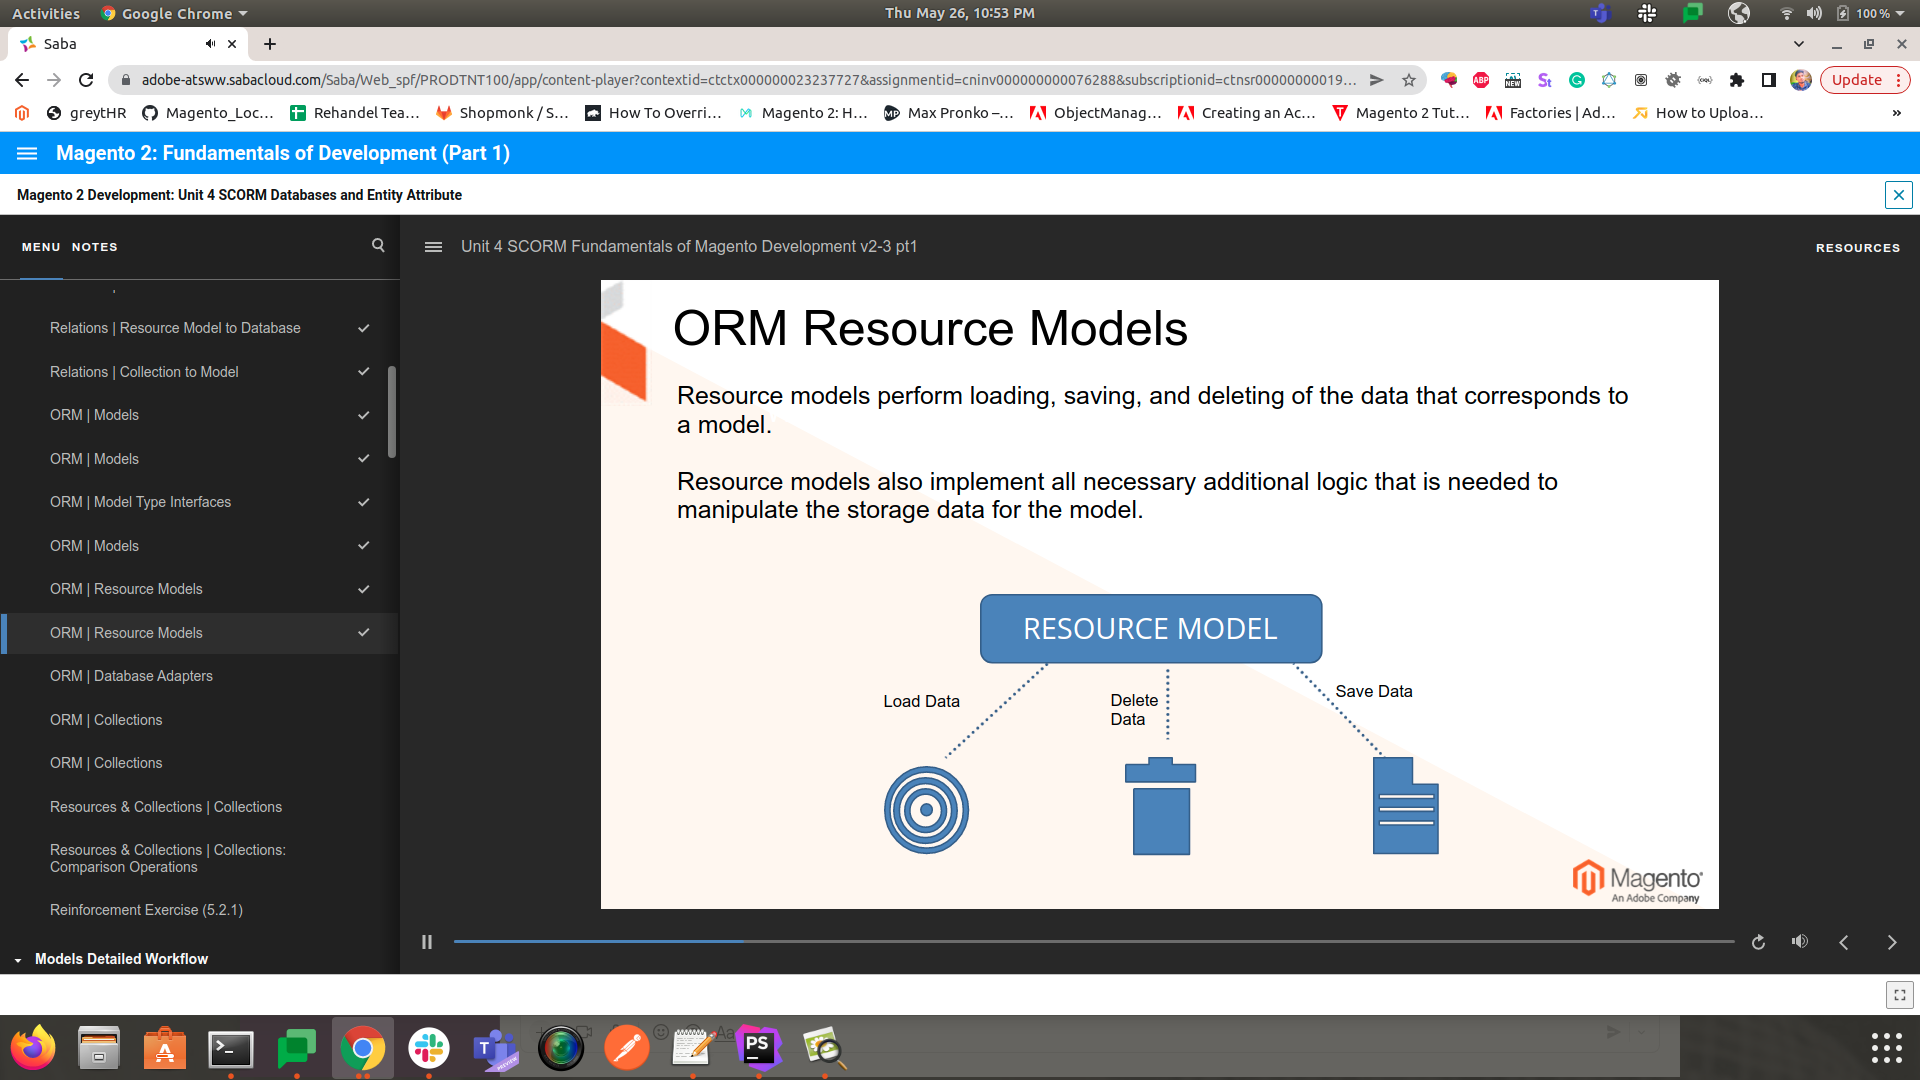 Activities
Google Chrome
Thu May 26, 10:53 PM
100 %
Saba
adobe-atsww.sabacloud.com/Saba/Web_spf/PRODTNT100/app/content-player?contextid=ctctx000000023237727&assignmentid=cninv000000000076288&subscriptionid=ctnsr00000000019...
ABP
NEW
St
Update
greytHR
Magento_Loc...
Rehandel Tea...
Shopmonk / S...
How To Overri...
Magento 2: H...
Max Pronko –...
ObjectManag...
Creating an Ac...
Magento 2 Tut...
Factories | Ad...
How to Uploa...
»
Magento 2: Fundamentals of Development (Part 1)
Magento 2 Development: Unit 4 SCORM Databases and Entity Attribute
MENU
NOTES
Unit 4 SCORM Fundamentals of Magento Development v2-3 pt1
RESOURCES
Relations | Resource Model to Database
Relations | Collection to Model
ORM | Models
ORM | Models
ORM | Model Type Interfaces
ORM | Models
ORM | Resource Models
ORM | Resource Models
ORM | Database Adapters
ORM | Collections
ORM | Collections
Resources & Collections | Collections
Resources & Collections | Collections:
Comparison Operations
Reinforcement Exercise (5.2.1)
Models Detailed Workflow
ORM Resource Models
Resource models perform loading, saving, and deleting of the data that corresponds to
a model.
Resource models also implement all necessary additional logic that is needed to
manipulate the storage data for the model.
RESOURCE MODEL
Load Data
Delete
Data
Save Data
Magento
An Adobe Company
PS